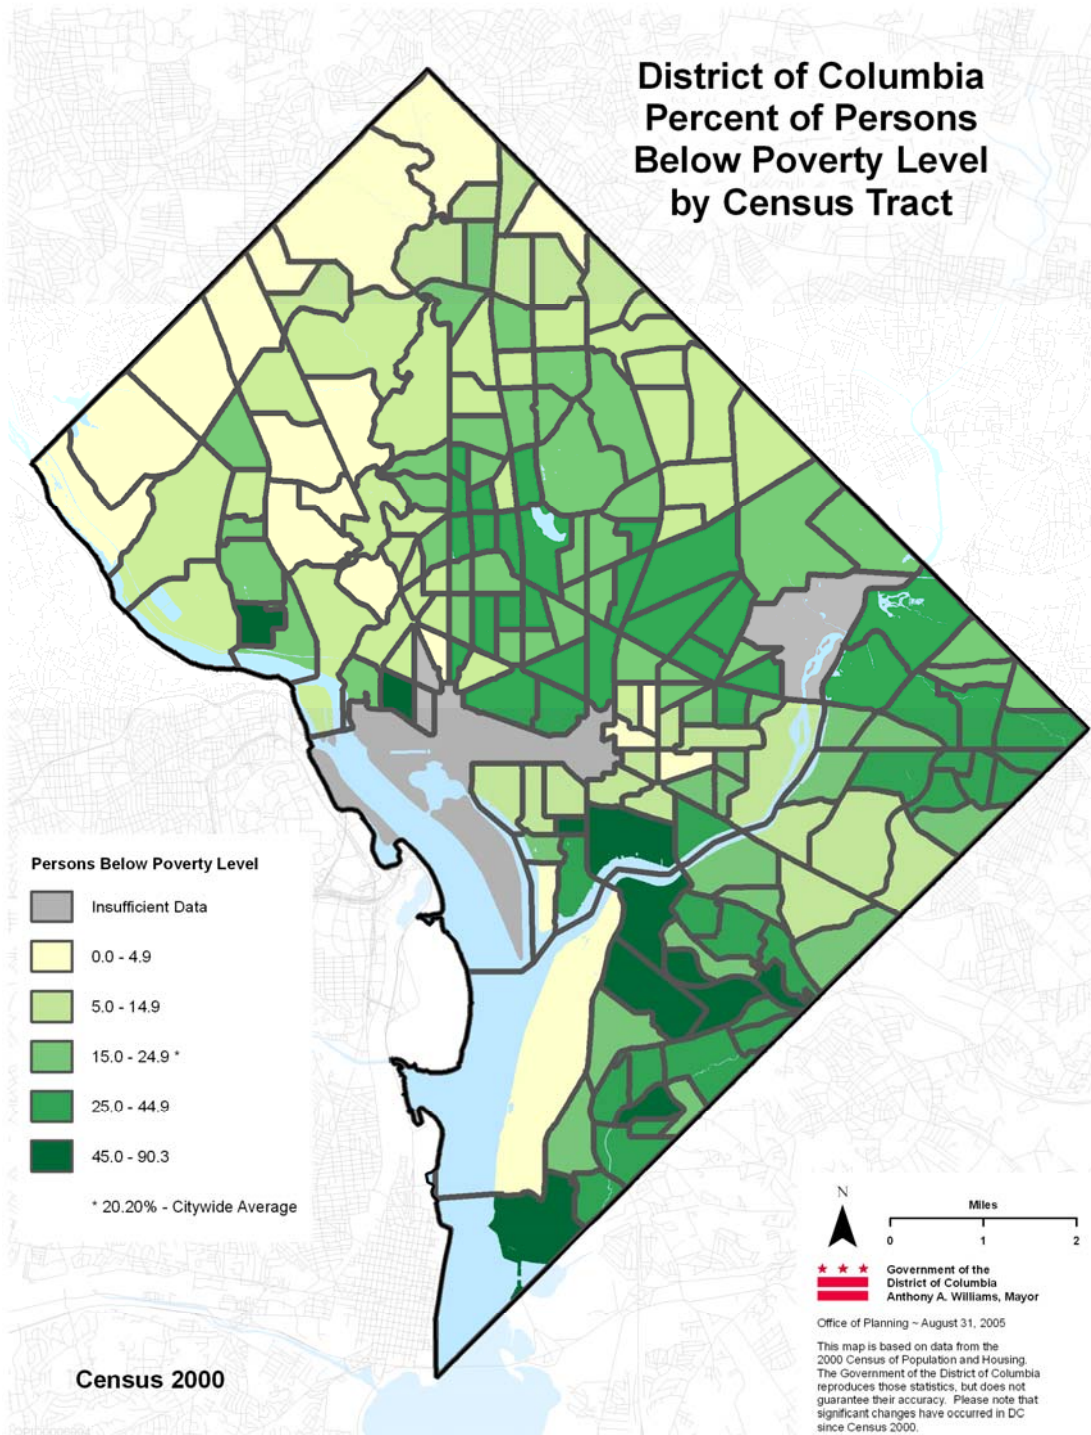 District of Columbia
Percent of Persons
Below Poverty Level
by Census Tract
Persons Below Poverty Level
Insufficient Data
0.0 - 4.9
5.0 - 14.9
15.0 - 24.9 *
25.0 - 44.9
45.0 - 90.3
* 20.20% - Citywide Average
N
Miles
0 1 2
Government of the
District of Columbia
Anthony A. Williams, Mayor
Office of Planning ~ August 31, 2005
This map is based on data from the
2000 Census of Population and Housing.
The Government of the District of Columbia
reproduces those statistics, but does not
guarantee their accuracy. Please note that
significant changes have occurred in DC
since Census 2000.
Census 2000